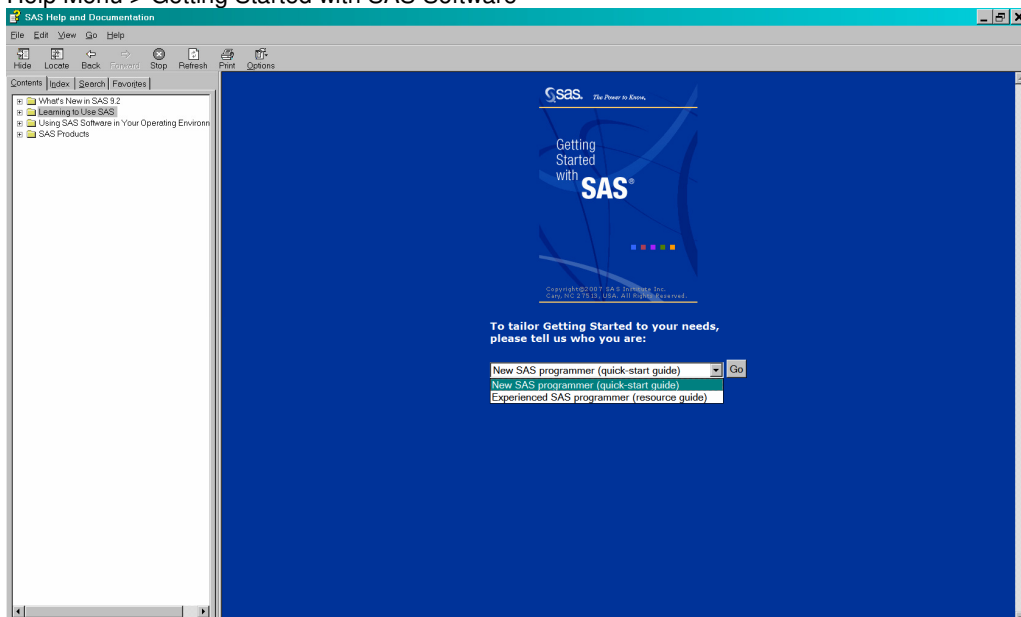 Help Menu > Getting Started with SAS Software
SAS Help and Documentation
File Edit View Go Help
Hide Locate Back Forward Stop Refresh Print Options
Contents Index Search Favorites
What's New in SAS 9.2
Learning to Use SAS
Using SAS Software in Your Operating Environn
SAS Products
sas. The Power to Know.
Getting
Started
with SAS®
Copyright©2007 SAS Institute Inc.
Cary, NC 27513, USA. All Rights Reserved.
To tailor Getting Started to your needs,
please tell us who you are:
New SAS programmer (quick-start guide) Go
New SAS programmer (quick-start guide)
Experienced SAS programmer (resource guide)